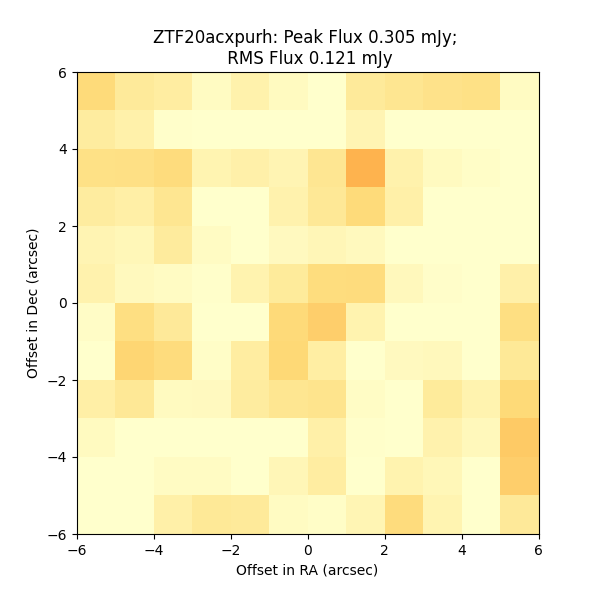 ZTF20acxpurh: Peak Flux 0.305 mJy;
RMS Flux 0.121 mJy
6
4
2
0
−2
−4
−6
Offset in Dec (arcsec)
−6 −4 −2 0 2 4 6
Offset in RA (arcsec)